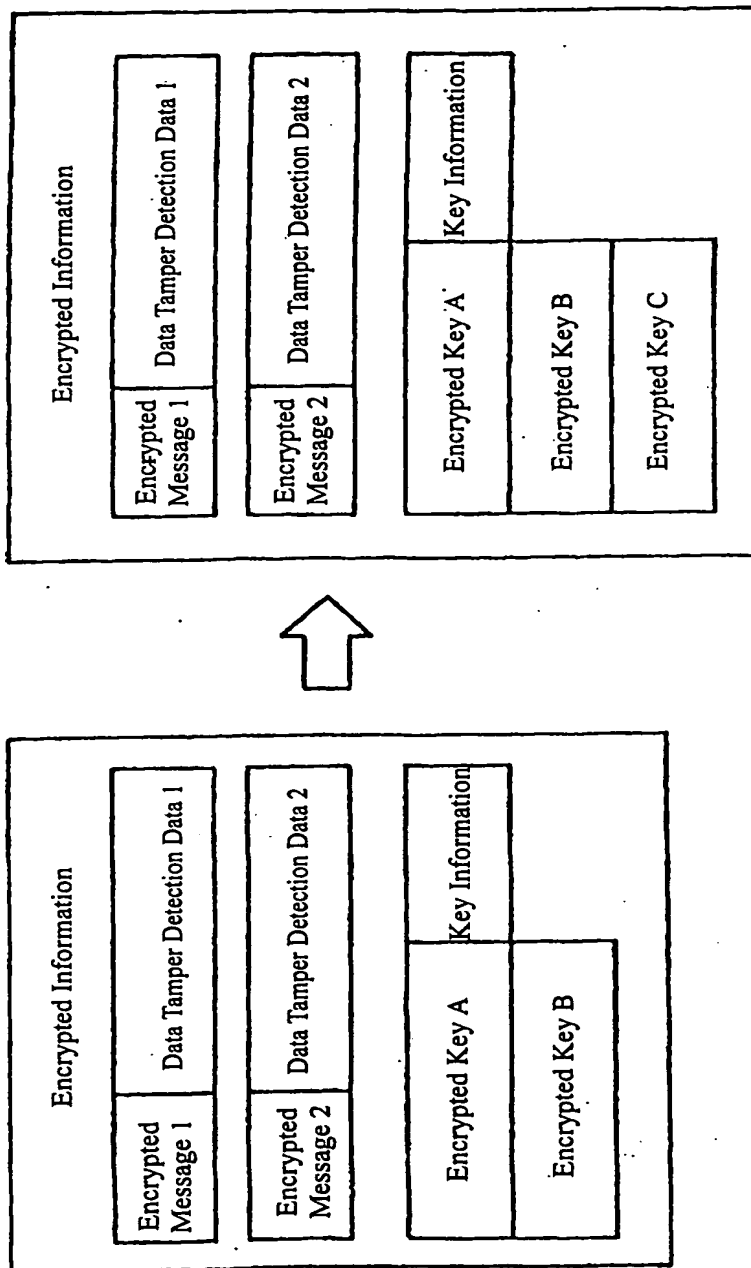 Encrypted Information
Encrypted
Message 1
Data Tamper Detection Data 1
Encrypted
Message 2
Data Tamper Detection Data 2
Encrypted Key A
Key Information
Encrypted Key B
Encrypted Information
Encrypted
Message 1
Data Tamper Detection Data 1
Encrypted
Message 2
Data Tamper Detection Data 2
Encrypted Key A
Key Information
Encrypted Key B
Encrypted Key C